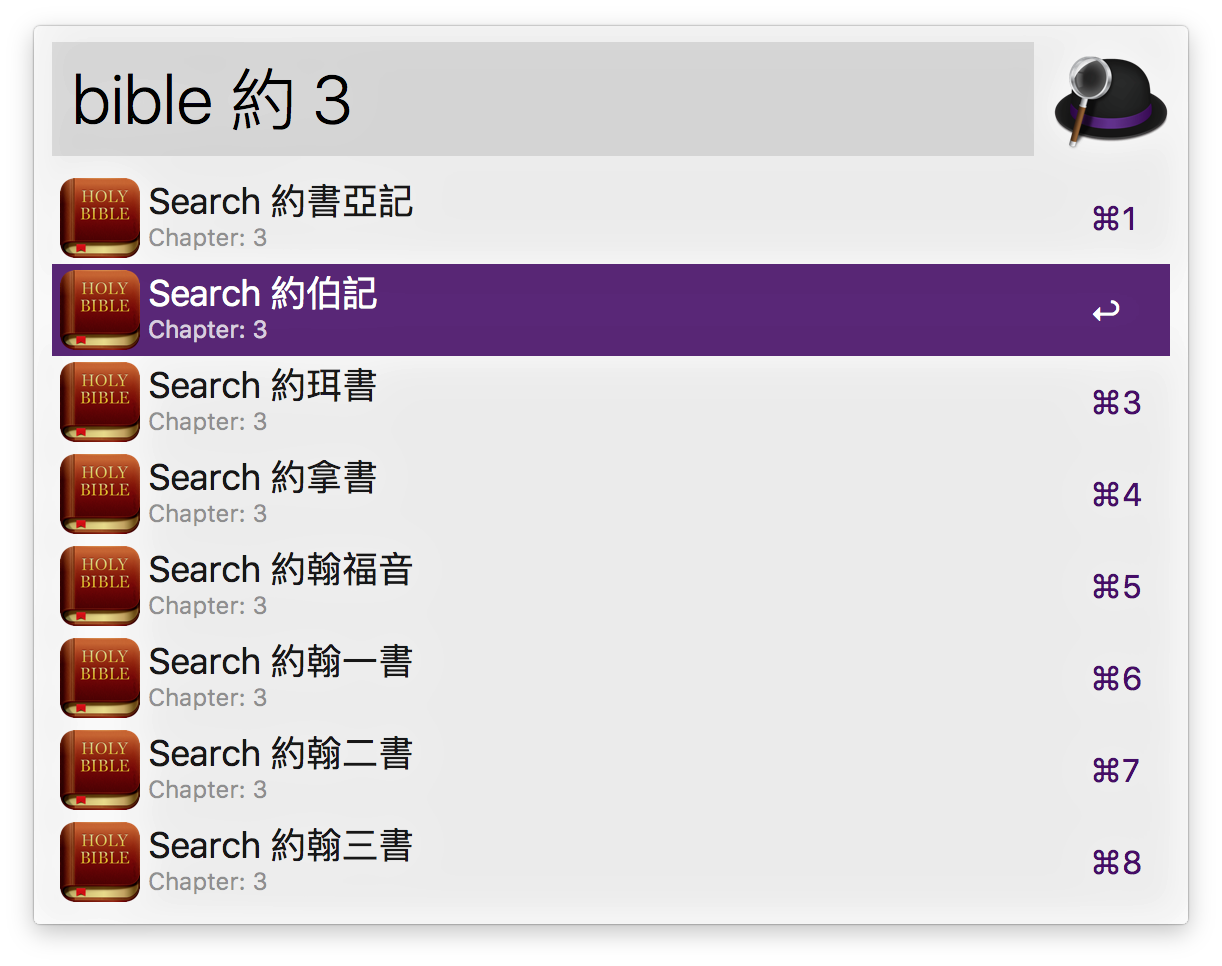 bible 約 3
HOLY BIBLE
Search 約書亞記
Chapter: 3
⌘1
HOLY BIBLE
Search 約伯記
Chapter: 3
↩
HOLY BIBLE
Search 約珥書
Chapter: 3
⌘3
HOLY BIBLE
Search 約拿書
Chapter: 3
⌘4
HOLY BIBLE
Search 約翰福音
Chapter: 3
⌘5
HOLY BIBLE
Search 約翰一書
Chapter: 3
⌘6
HOLY BIBLE
Search 約翰二書
Chapter: 3
⌘7
HOLY BIBLE
Search 約翰三書
Chapter: 3
⌘8